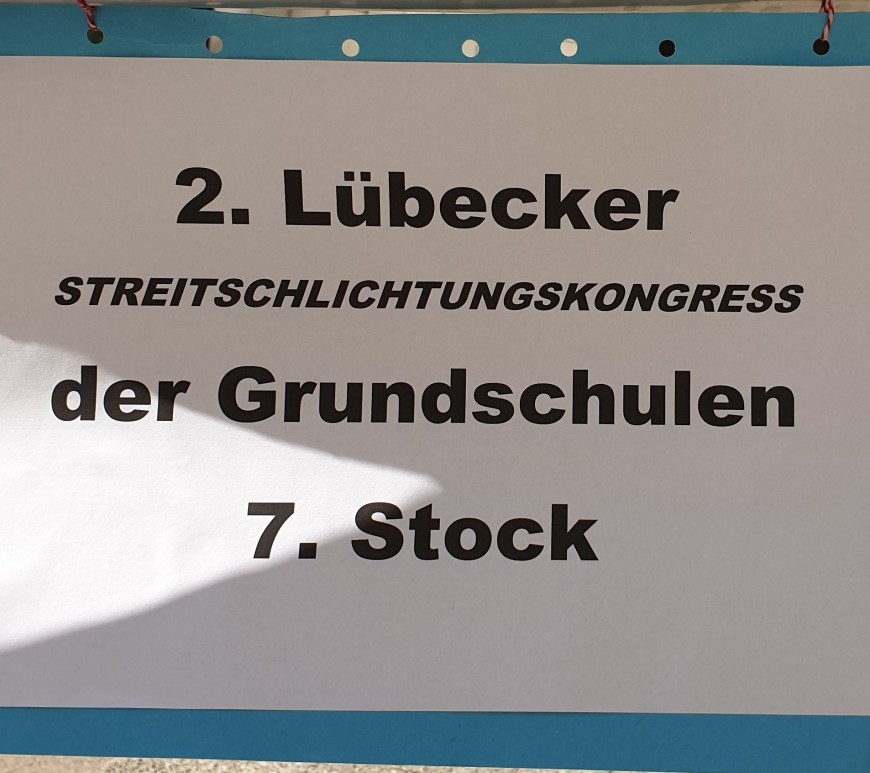 2. Lübecker
STREITSCHLICHTUNGSKONGRESS
der Grundschulen
7. Stock